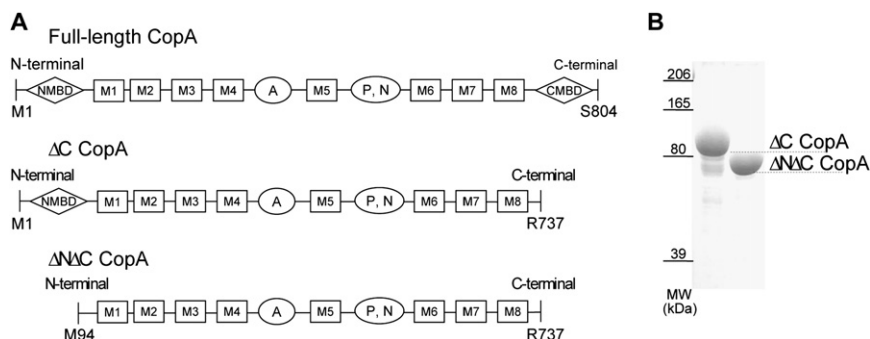 A
Full-length CopA
N-terminal
C-terminal
NMBD M1 M2 M3 M4 A M5 P, N M6 M7 M8 CMBD
M1
S804
ΔC CopA
N-terminal
C-terminal
NMBD M1 M2 M3 M4 A M5 P, N M6 M7 M8
M1
R737
ΔNΔC CopA
N-terminal
C-terminal
M1 M2 M3 M4 A M5 P, N M6 M7 M8
M94
R737
B
206
165
80
39
MW
(kDa)
ΔC CopA
ΔNΔC CopA